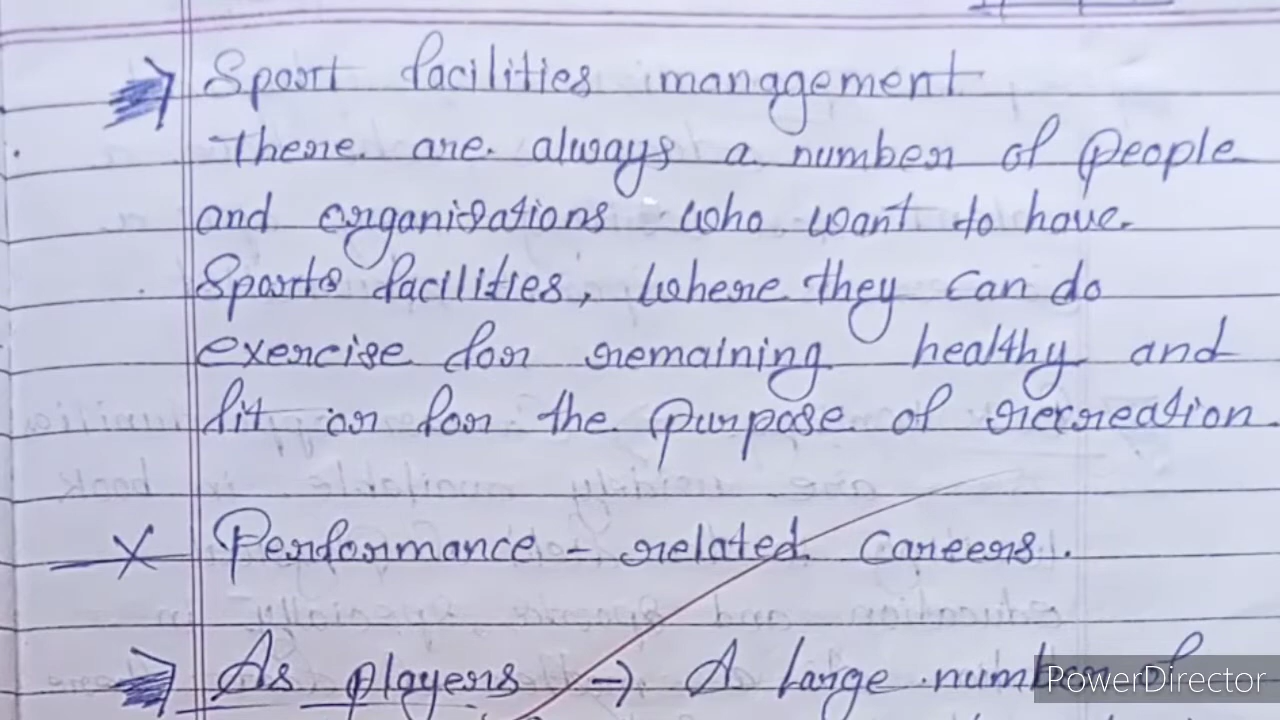 Sport facilities management
There are always a number of people
and organisations who want to have
Sports facilities, where they can do
exercise for remaining healthy and
fit or for the purpose of recreation.
X Performance - related careers.
As players → A large number of
PowerDirector